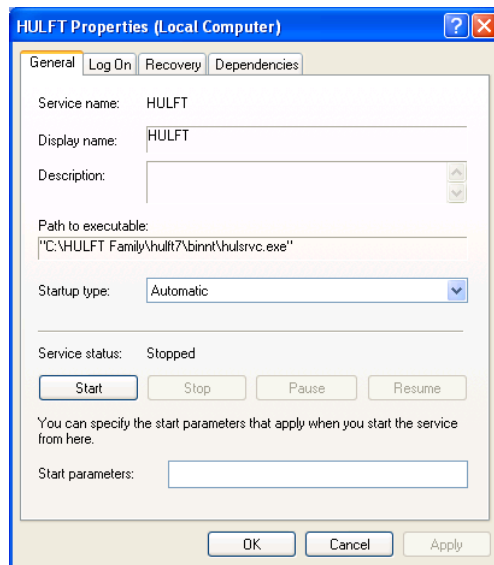 HULFT Properties (Local Computer)
General Log On Recovery Dependencies
Service name: HULFT
Display name: HULFT
Description:
Path to executable:
"C:\HULFT Family\hulft7\binnt\hulsrvc.exe"
Startup type: Automatic
Service status: Stopped
Start Stop Pause Resume
You can specify the start parameters that apply when you start the service
from here.
Start parameters:
OK Cancel Apply